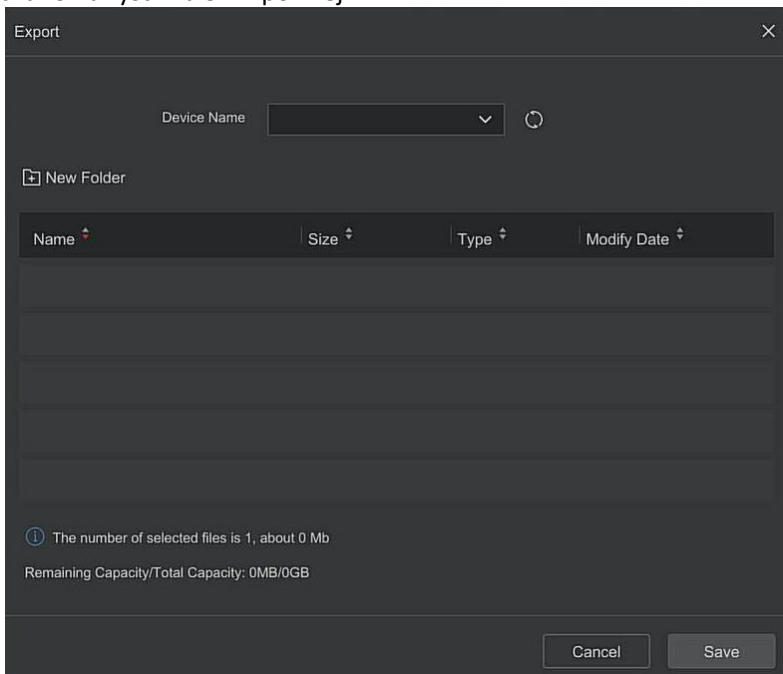 Export
Device Name
New Folder
Name Size Type Modify Date
The number of selected files is 1, about 0 Mb
Remaining Capacity/Total Capacity: 0MB/0GB
Cancel Save